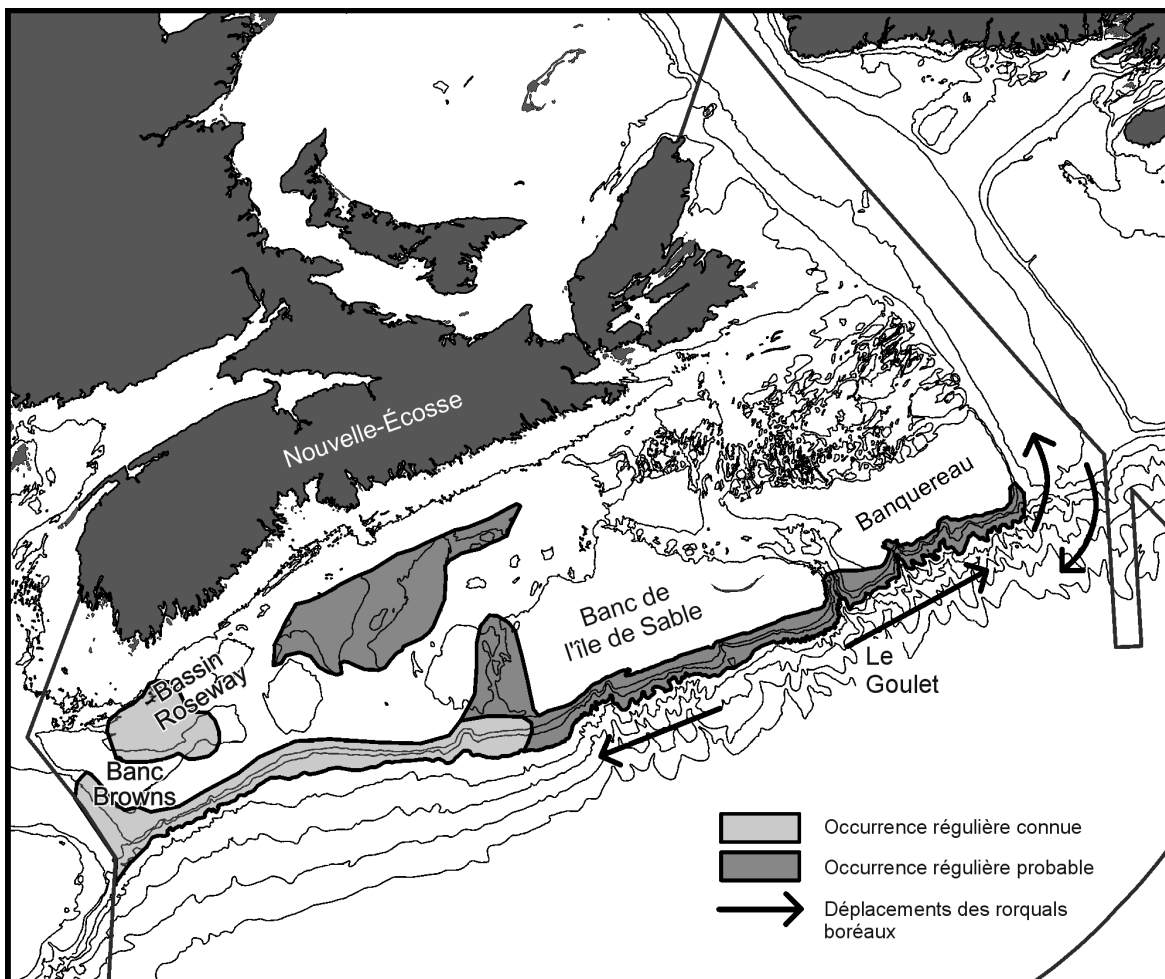 Nouvelle-Écosse
Banquereau
Banc de
l'île de Sable
Le
Goulet
Bassin
Roseway
Banc
Browns
Occurrence régulière connue
Occurrence régulière probable
Déplacements des rorquals
boréaux